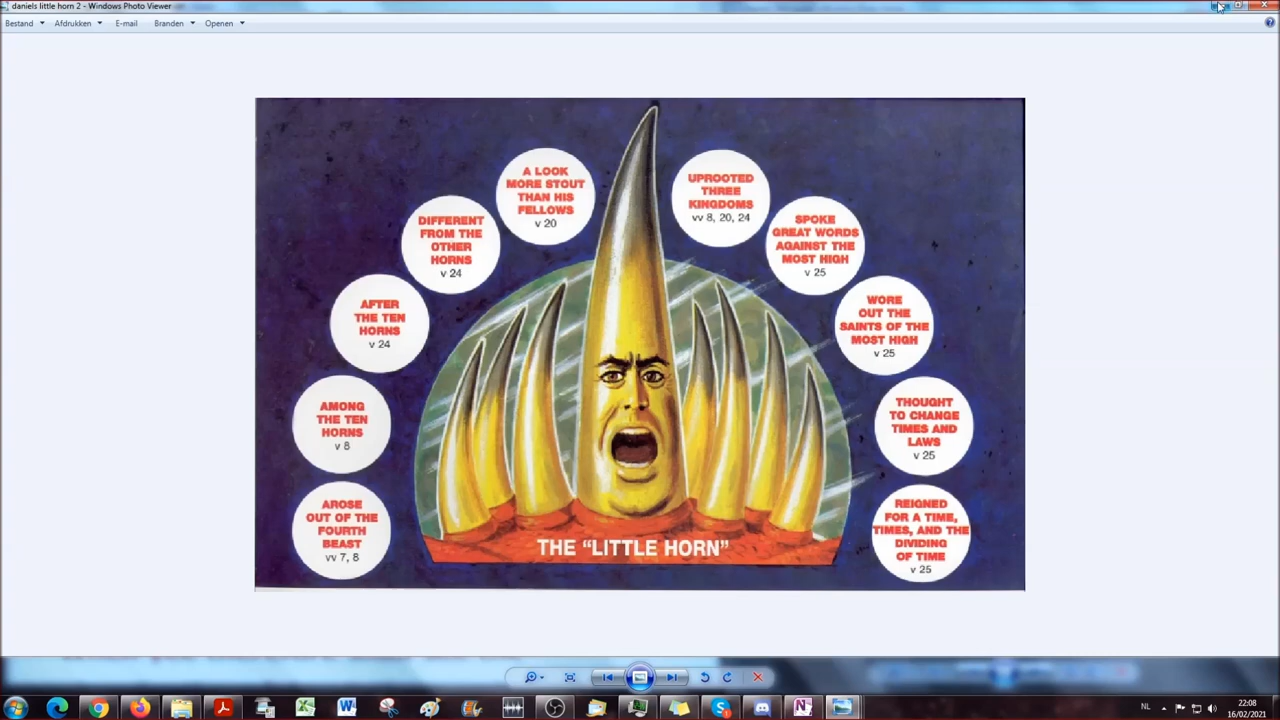 daniels little horn 2 - Windows Photo Viewer
Bestand Afdrukken E-mail Branden Openen
A LOOK
MORE STOUT
THAN HIS
FELLOWS
v 20
UPROOTED
THREE
KINGDOMS
vv 8, 20, 24
DIFFERENT
FROM THE
OTHER
HORNS
v 24
SPOKE
GREAT WORDS
AGAINST THE
MOST HIGH
v 25
AFTER
THE TEN
HORNS
v 24
WORE
OUT THE
SAINTS OF THE
MOST HIGH
v 25
AMONG
THE TEN
HORNS
v 8
THOUGHT
TO CHANGE
TIMES AND
LAWS
v 25
AROSE
OUT OF THE
FOURTH
BEAST
vv 7, 8
REIGNED
FOR A TIME,
TIMES, AND THE
DIVIDING
OF TIME
v 25
THE “LITTLE HORN”
NL
22:08
16/02/2021